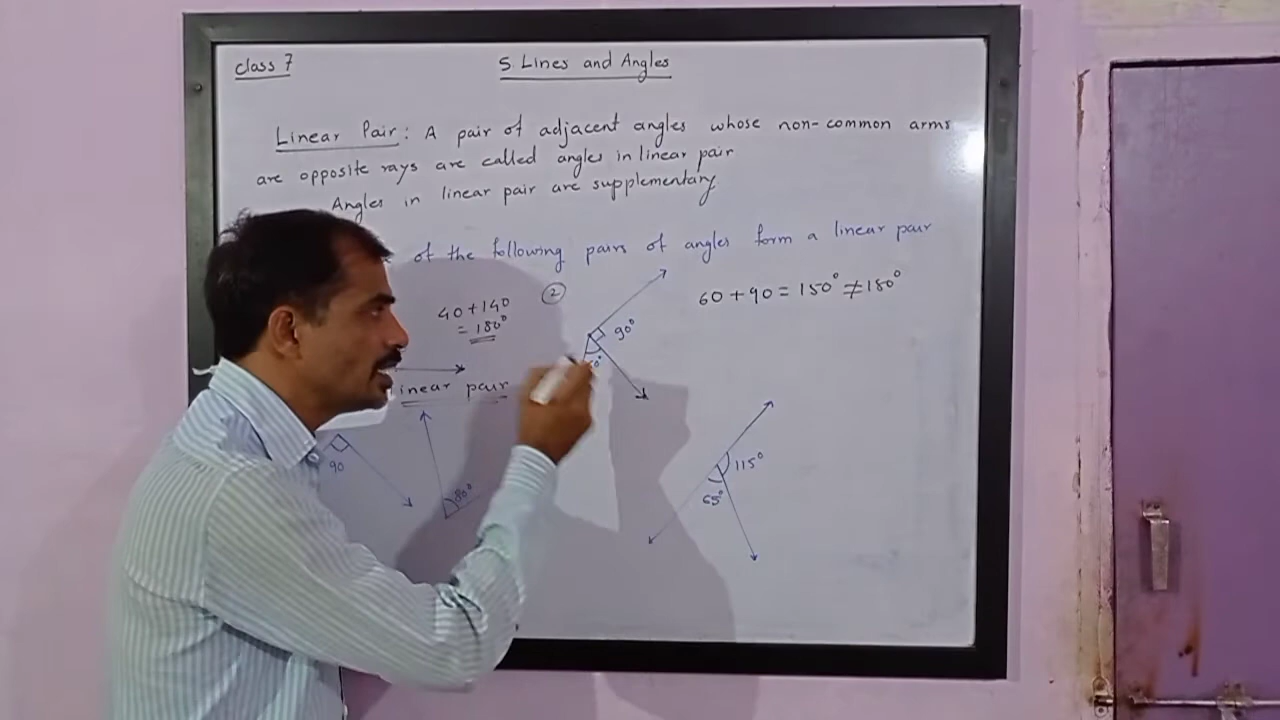 class 7
5 Lines and Angles
Linear Pair: A pair of adjacent angles whose non-common arms
are opposite rays are called angles in linear pair
Angles in linear pair are supplementary
of the following pairs of angles form a linear pair
40+140
= 180°
2
90°
60+90=150°≠180°
inear pair
90
80°
115°
65°